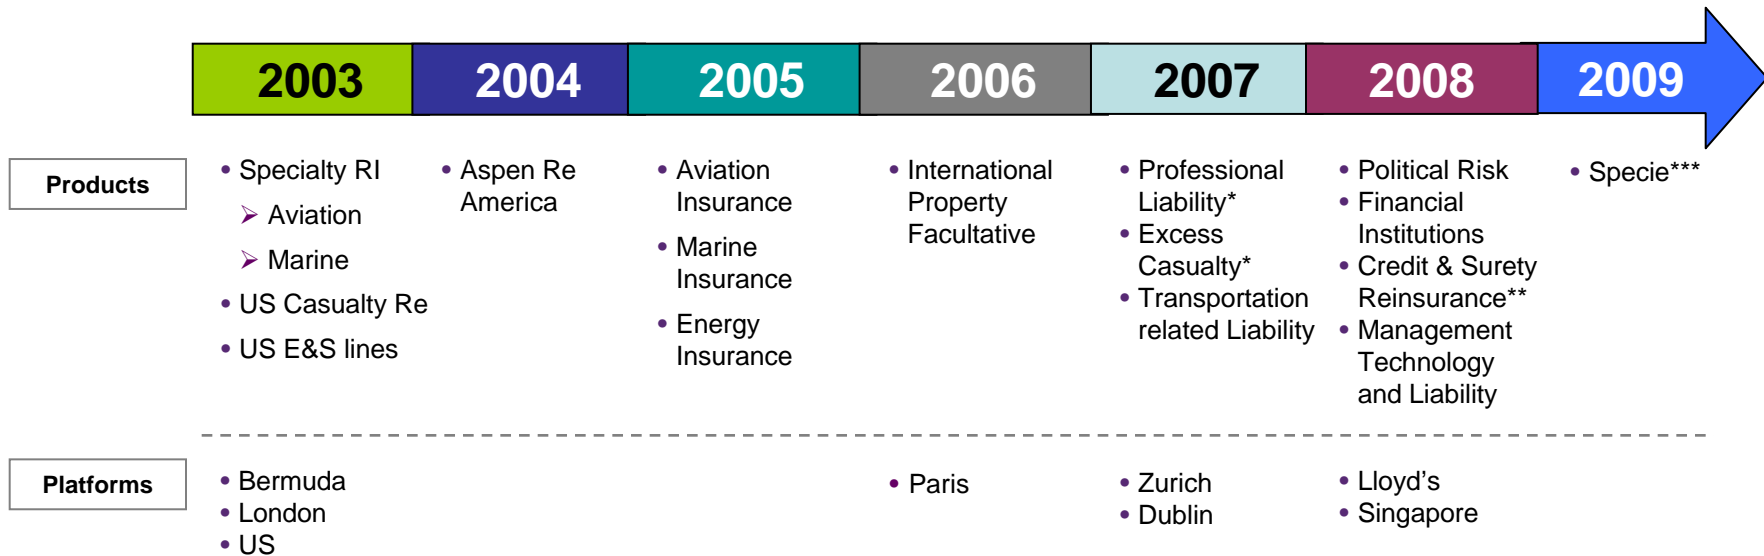 2003 2004 2005 2006 2007 2008 2009
Products
• Specialty RI
➢ Aviation
➢ Marine
• US Casualty Re
• US E&S lines
• Aspen Re
America
• Aviation
Insurance
• Marine
Insurance
• Energy
Insurance
• International
Property
Facultative
• Professional
Liability*
• Excess
Casualty*
• Transportation
related Liability
• Political Risk
• Financial
Institutions
• Credit & Surety
Reinsurance**
• Management
Technology
and Liability
• Specie***
Platforms
• Bermuda
• London
• US
• Paris
• Zurich
• Dublin
• Lloyd’s
• Singapore